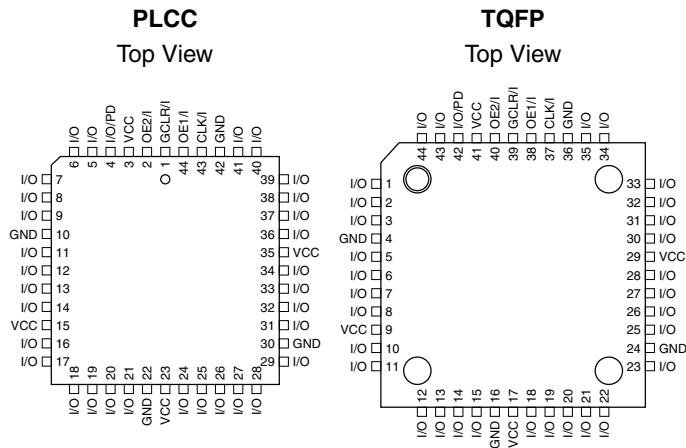 PLCC
Top View
I/O I/O I/O/PD VCC OE2/I GCLR/I OE1/I CLK/I GND I/O I/O
6 5 4 3 2 1 44 43 42 41 40
I/O 7 39 I/O
I/O 8 38 I/O
I/O 9 37 I/O
GND 10 36 I/O
I/O 11 35 VCC
I/O 12 34 I/O
I/O 13 33 I/O
I/O 14 32 I/O
VCC 15 31 I/O
I/O 16 30 GND
I/O 17 29 I/O
18 19 20 21 22 23 24 25 26 27 28
I/O I/O I/O I/O GND VCC I/O I/O I/O I/O I/O
TQFP
Top View
I/O I/O I/O/PD VCC OE2/I GCLR/I OE1/I CLK/I GND I/O I/O
44 43 42 41 40 39 38 37 36 35 34
I/O 1 33 I/O
I/O 2 32 I/O
I/O 3 31 I/O
GND 4 30 I/O
I/O 5 29 VCC
I/O 6 28 I/O
I/O 7 27 I/O
I/O 8 26 I/O
VCC 9 25 I/O
I/O 10 24 GND
I/O 11 23 I/O
12 13 14 15 16 17 18 19 20 21 22
I/O I/O I/O I/O GND VCC I/O I/O I/O I/O I/O